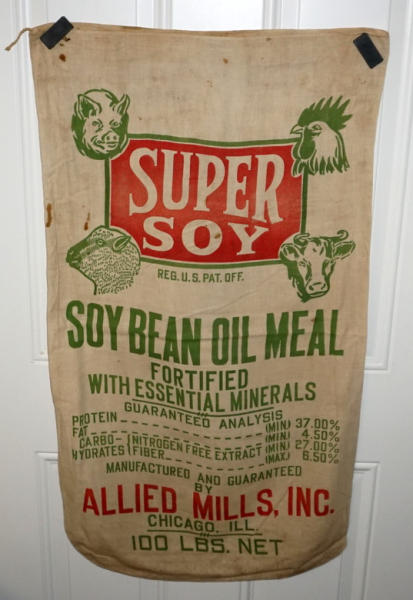 SUPER
SOY
REG. U.S. PAT. OFF.
SOY BEAN OIL MEAL
FORTIFIED
WITH ESSENTIAL MINERALS
GUARANTEED ANALYSIS
PROTEIN (MIN.) 37.00%
FAT (MIN.) 4.50%
CARBO- NITROGEN FREE EXTRACT (MIN.) 27.00%
HYDRATES FIBER (MAX.) 6.50%
MANUFACTURED AND GUARANTEED
BY
ALLIED MILLS, INC.
CHICAGO, ILL.
100 LBS. NET